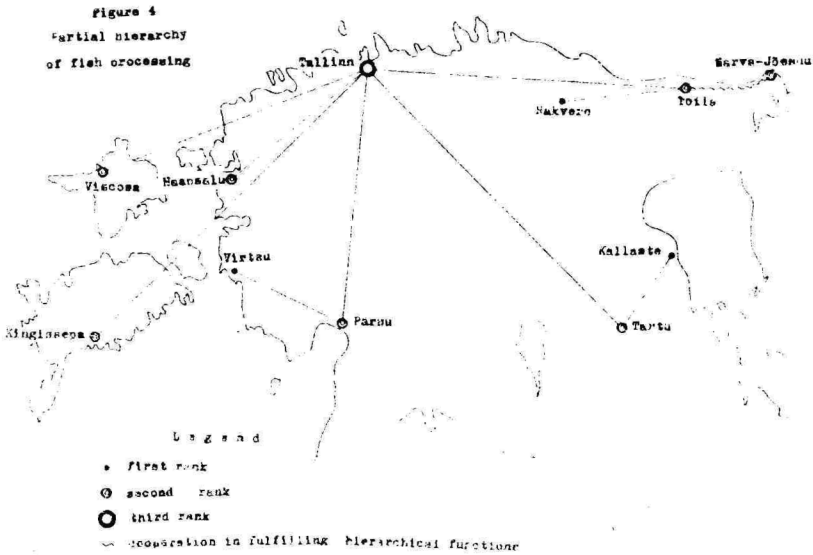 figure 4
Partial hierarchy
of fish processing
Tallinn
Narva-Jõesuu
Rakvere
Toila
Viscosa
Haapsalu
Virtsu
Kallaste
Kingissepa
Pärnu
Tartu
Legend
first rank
second rank
third rank
cooperation in fulfilling hierarchical functions